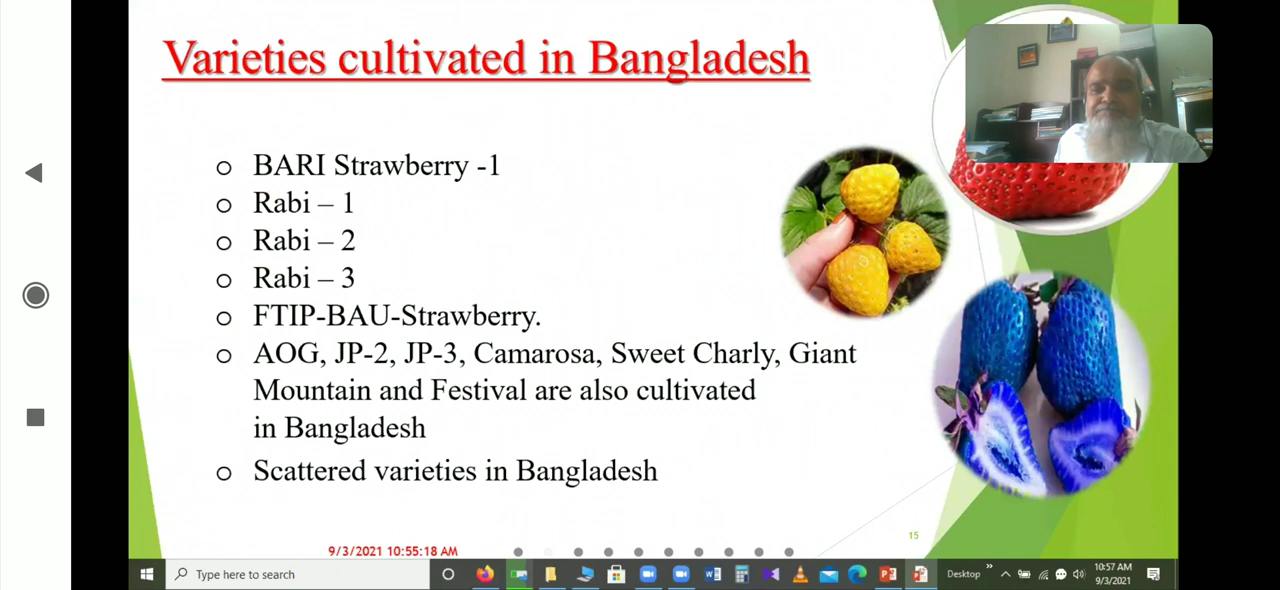 Varieties cultivated in Bangladesh
BARI Strawberry -1
Rabi – 1
Rabi – 2
Rabi – 3
FTIP-BAU-Strawberry.
AOG, JP-2, JP-3, Camarosa, Sweet Charly, Giant
Mountain and Festival are also cultivated
in Bangladesh
Scattered varieties in Bangladesh
15
9/3/2021 10:55:18 AM
Type here to search
Desktop
10:57 AM
9/3/2021